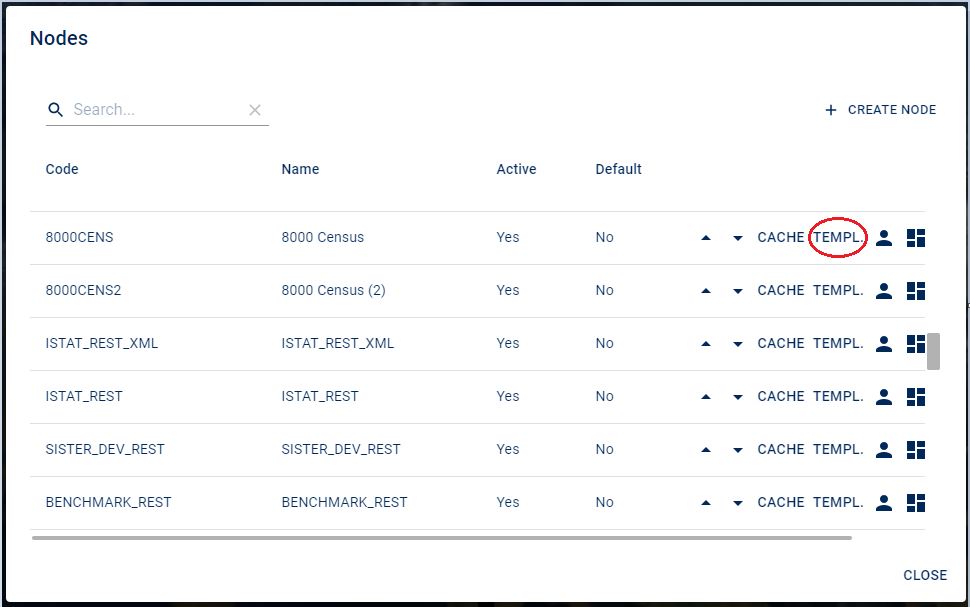 Nodes
Search...
CREATE NODE
Code Name Active Default
8000CENS 8000 Census Yes No CACHE TEMPL.
8000CENS2 8000 Census (2) Yes No CACHE TEMPL.
ISTAT_REST_XML ISTAT_REST_XML Yes No CACHE TEMPL.
ISTAT_REST ISTAT_REST Yes No CACHE TEMPL.
SISTER_DEV_REST SISTER_DEV_REST Yes No CACHE TEMPL.
BENCHMARK_REST BENCHMARK_REST Yes No CACHE TEMPL.
CLOSE